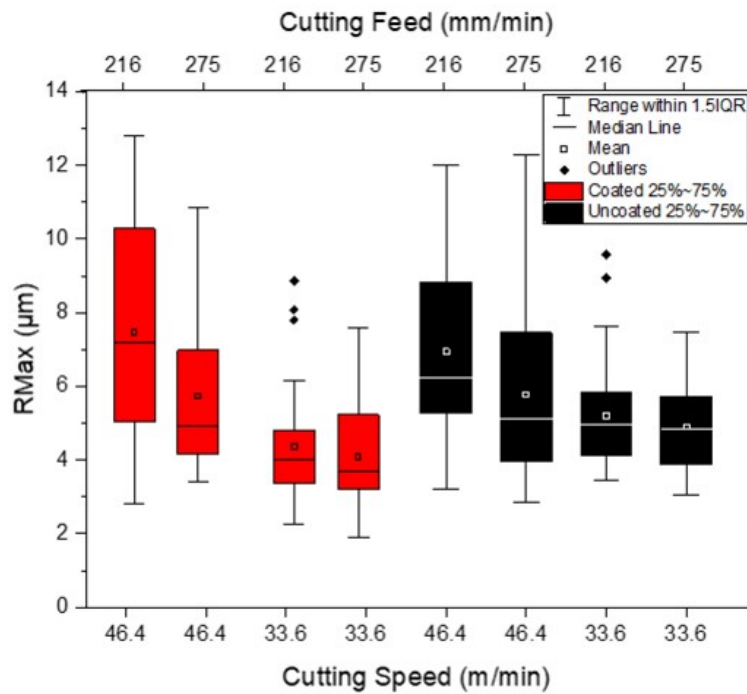 Cutting Feed (mm/min)
216 275 216 275 216 275 216 275
14
12
10
8
6
4
2
0
RMax (µm)
Range within 1.5IQR
Median Line
Mean
Outliers
Coated 25%~75%
Uncoated 25%~75%
46.4 46.4 33.6 33.6 46.4 46.4 33.6 33.6
Cutting Speed (m/min)